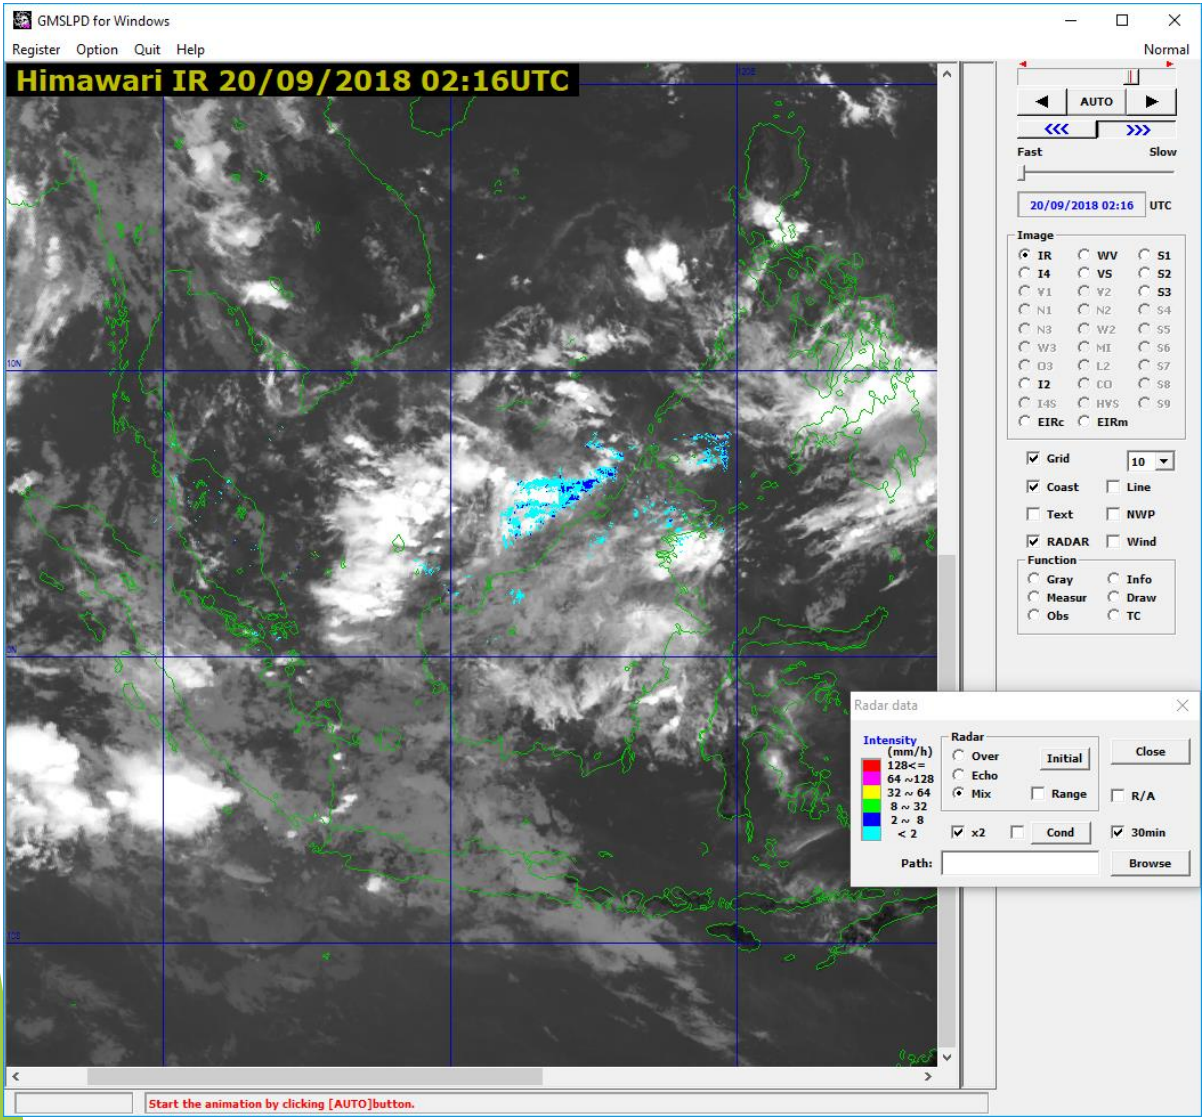 GMSLPD for Windows
Register Option Quit Help Normal
Himawari IR 20/09/2018 02:16UTC
120E
10N
0N
10S
AUTO
<<< >>>
Fast Slow
20/09/2018 02:16 UTC
Image
IR WV S1
I4 VS S2
V1 V2 S3
N1 N2 S4
N3 W2 S5
W3 MI S6
O3 L2 S7
I2 CO S8
I4S HVS S9
EIRc EIRm
Grid 10
Coast Line
Text NWP
RADAR Wind
Function
Gray Info
Measur Draw
Obs TC
Radar data
Intensity
(mm/h)
128<=
64 ~128
32 ~ 64
8 ~ 32
2 ~ 8
< 2
Radar
Over
Echo
Mix
Initial
Range
Close
R/A
x2 Cond 30min
Path: Browse
Start the animation by clicking [AUTO]button.